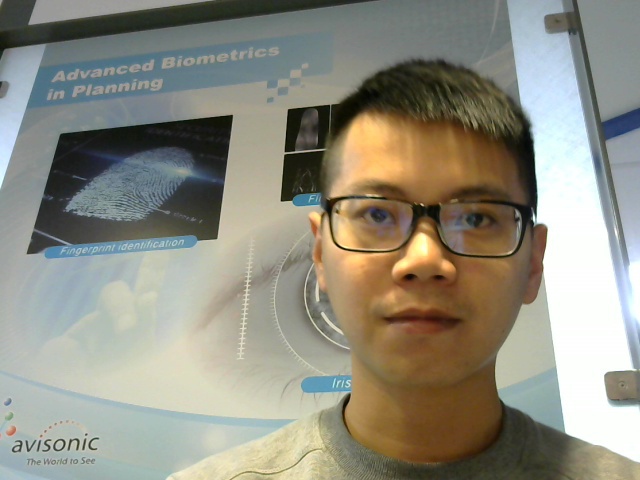 Advanced Biometrics
in Planning
Fingerprint identification
Iris
avisonic
The World to See